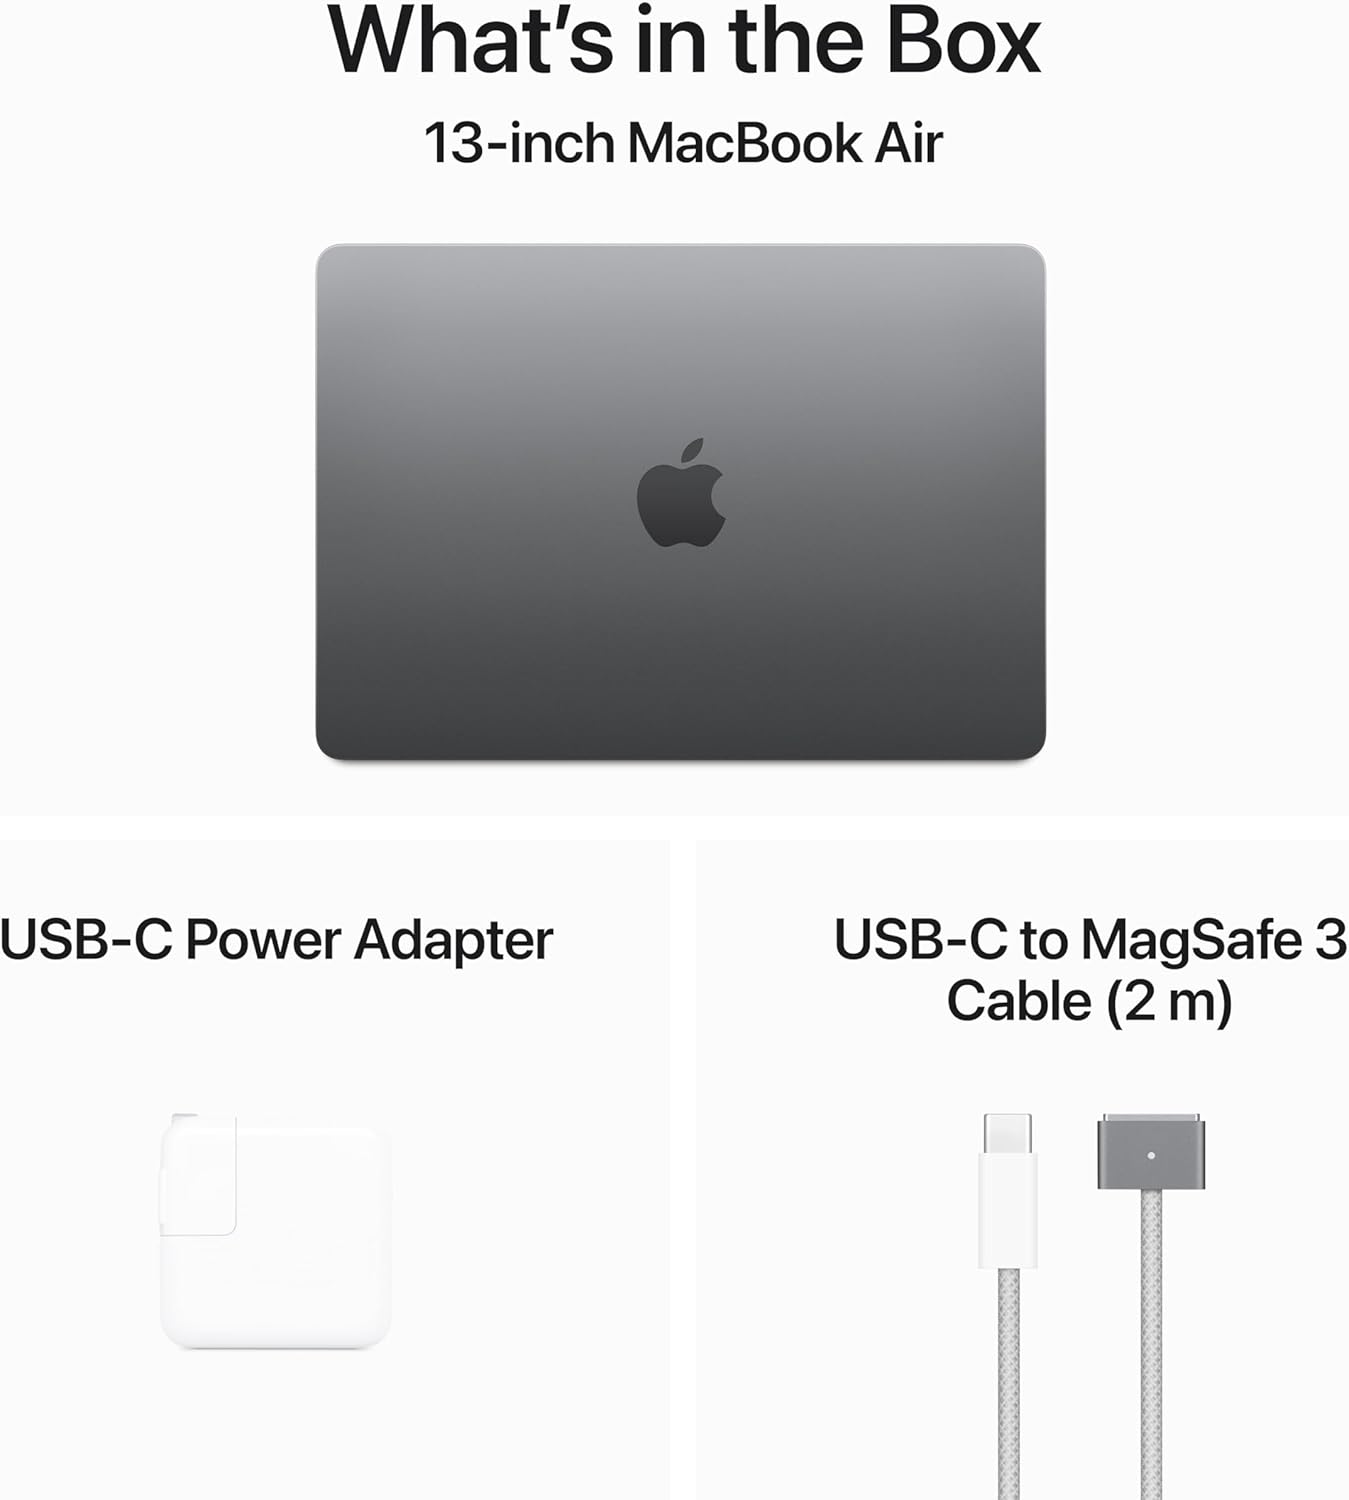 What’s in the Box
13-inch MacBook Air
USB-C Power Adapter
USB-C to MagSafe 3
Cable (2 m)